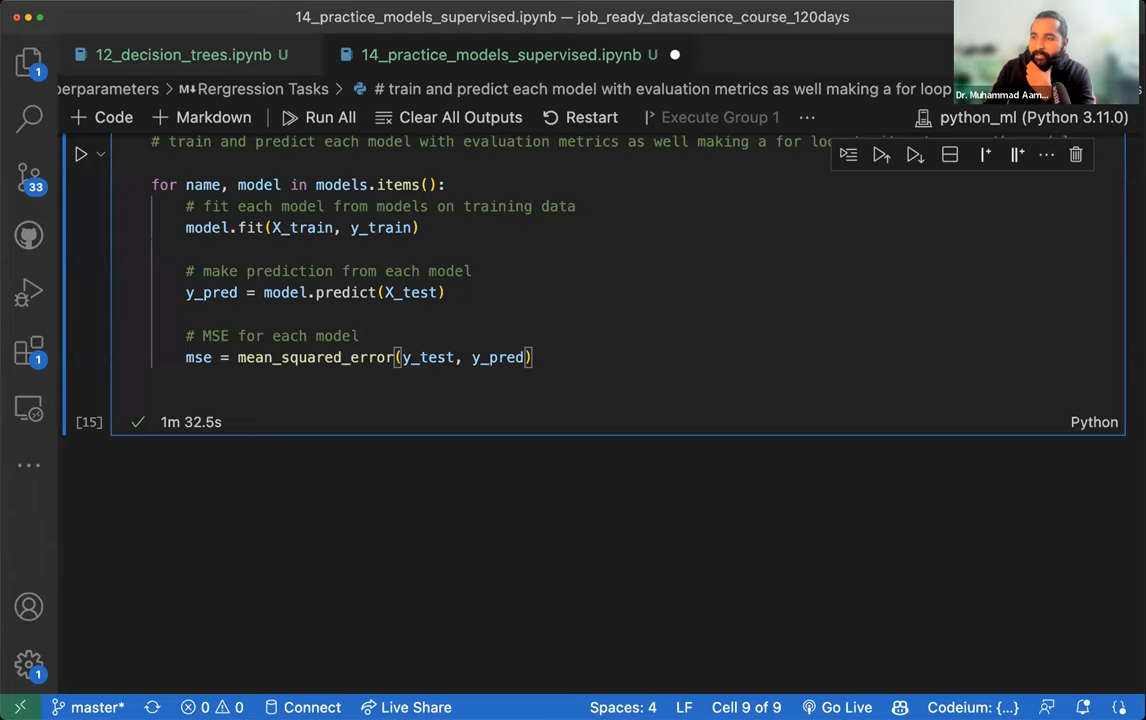 14_practice_models_supervised.ipynb — job_ready_datascience_course_120days
12_decision_trees.ipynb U
14_practice_models_supervised.ipynb U
Dr. Muhammad Aam...
perparameters > M↓Rergression Tasks > # train and predict each model with evaluation metrics as well making a for loop
+ Code + Markdown Run All Clear All Outputs Restart Execute Group 1 ... python_ml (Python 3.11.0)
# train and predict each model with evaluation metrics as well making a for
for name, model in models.items():
# fit each model from models on training data
model.fit(X_train, y_train)
# make prediction from each model
y_pred = model.predict(X_test)
# MSE for each model
mse = mean_squared_error(y_test, y_pred)
[15] 1m 32.5s Python
1
33
1
1
master* 0 0 Connect Live Share Spaces: 4 LF Cell 9 of 9 Go Live Codeium: {...}